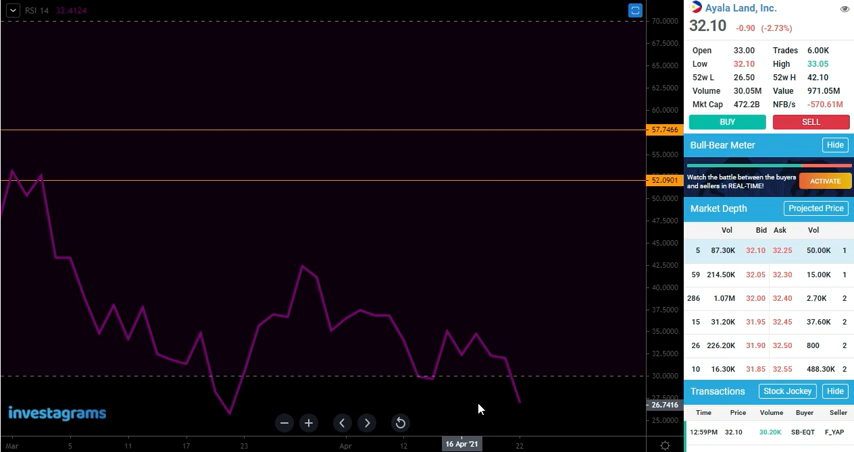 RSI 14 32.4124
70.0000
67.5000
65.0000
62.5000
60.0000
57.7466
55.0000
52.0901
50.0000
47.5000
45.0000
42.5000
40.0000
37.5000
35.0000
32.5000
30.0000
27.5000
26.7416
25.0000
investagrams
Mar 5 11 17 23 Apr 12 16 Apr '21 22
Ayala Land, Inc.
32.10 -0.90 (-2.73%)
Open 33.00 Trades 6.00K
Low 32.10 High 33.05
52w L 26.50 52w H 42.10
Volume 30.05M Value 971.05M
Mkt Cap 472.2B NFB/s -570.61M
BUY SELL
Bull-Bear Meter Hide
Watch the battle between the buyers
and sellers in REAL-TIME!
ACTIVATE
Market Depth Projected Price
Vol Bid Ask Vol
5 87.30K 32.10 32.25 50.00K 1
59 214.50K 32.05 32.30 15.00K 1
286 1.07M 32.00 32.40 2.70K 2
15 31.20K 31.95 32.45 37.60K 2
26 226.20K 31.90 32.50 800 2
10 16.30K 31.85 32.55 488.30K 2
Transactions Stock Jockey Hide
Time Price Volume Buyer Seller
12:59PM 32.10 30.20K SB-EQT F_YAP